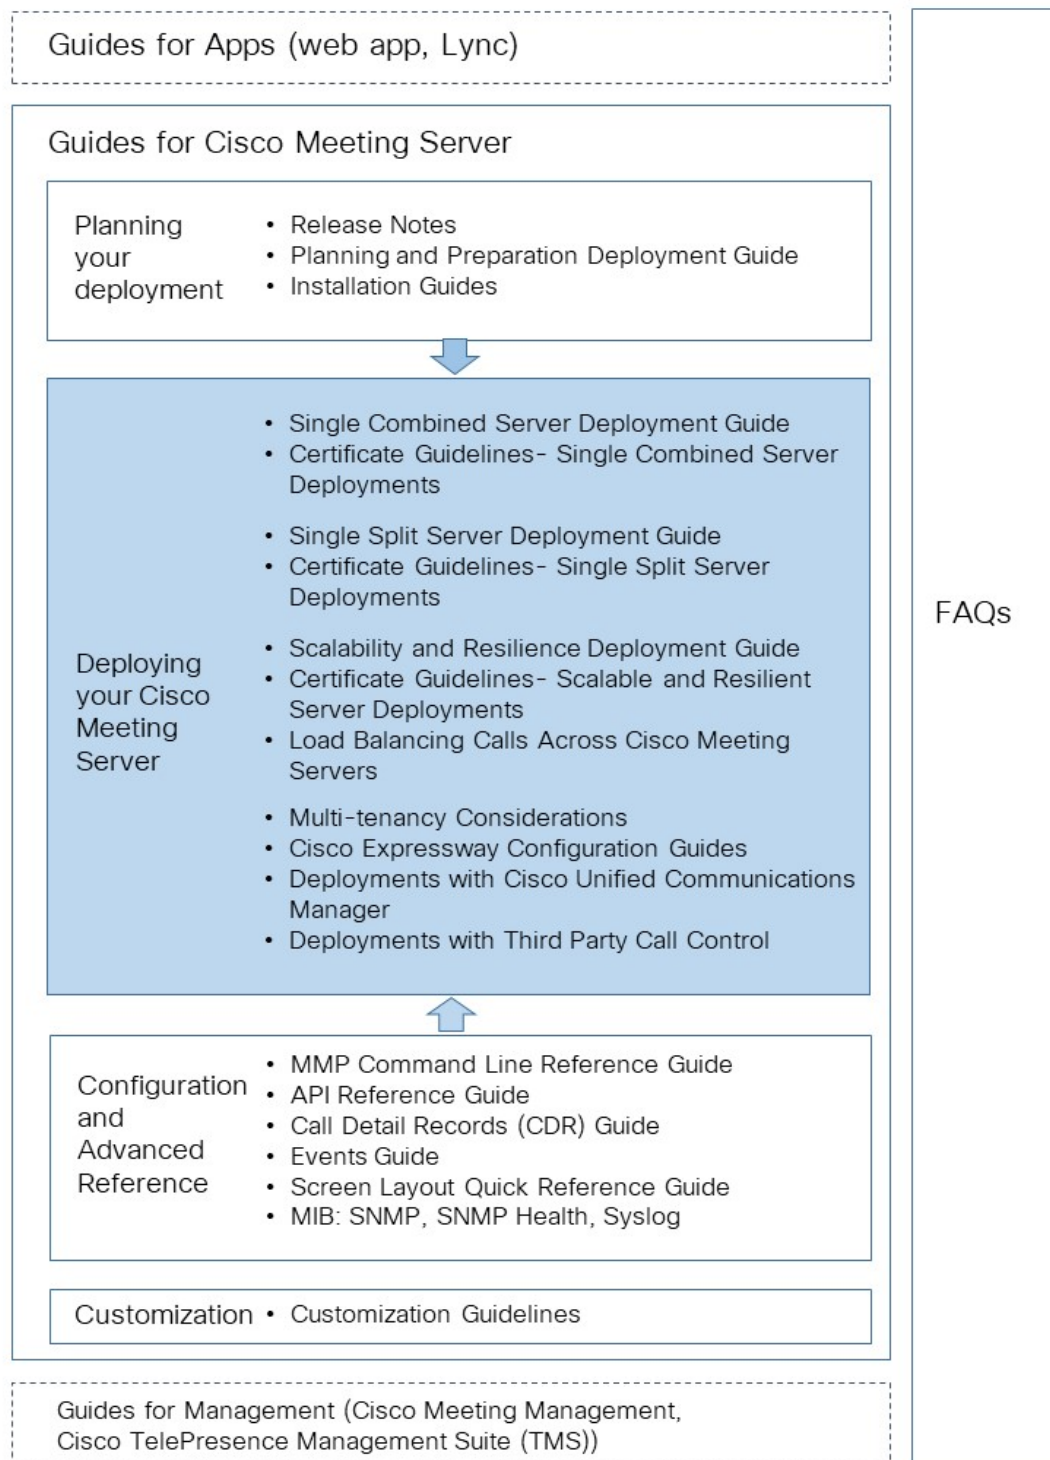 Guides for Apps (web app, Lync)
Guides for Cisco Meeting Server
Planning
your
deployment
• Release Notes
• Planning and Preparation Deployment Guide
• Installation Guides
Deploying
your Cisco
Meeting
Server
• Single Combined Server Deployment Guide
• Certificate Guidelines- Single Combined Server
Deployments
• Single Split Server Deployment Guide
• Certificate Guidelines- Single Split Server
Deployments
• Scalability and Resilience Deployment Guide
• Certificate Guidelines- Scalable and Resilient
Server Deployments
• Load Balancing Calls Across Cisco Meeting
Servers
• Multi-tenancy Considerations
• Cisco Expressway Configuration Guides
• Deployments with Cisco Unified Communications
Manager
• Deployments with Third Party Call Control
Configuration
and
Advanced
Reference
• MMP Command Line Reference Guide
• API Reference Guide
• Call Detail Records (CDR) Guide
• Events Guide
• Screen Layout Quick Reference Guide
• MIB: SNMP, SNMP Health, Syslog
Customization
• Customization Guidelines
Guides for Management (Cisco Meeting Management,
Cisco TelePresence Management Suite (TMS))
FAQs